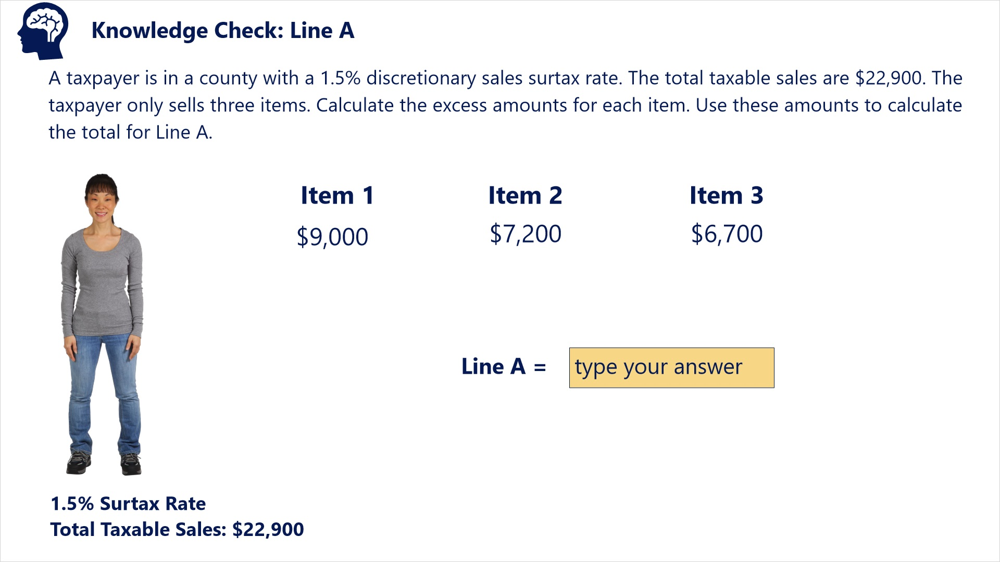 Knowledge Check: Line A
A taxpayer is in a county with a 1.5% discretionary sales surtax rate. The total taxable sales are $22,900. The
taxpayer only sells three items. Calculate the excess amounts for each item. Use these amounts to calculate
the total for Line A.
Item 1
Item 2
Item 3
$9,000
$7,200
$6,700
Line A =
type your answer
1.5% Surtax Rate
Total Taxable Sales: $22,900